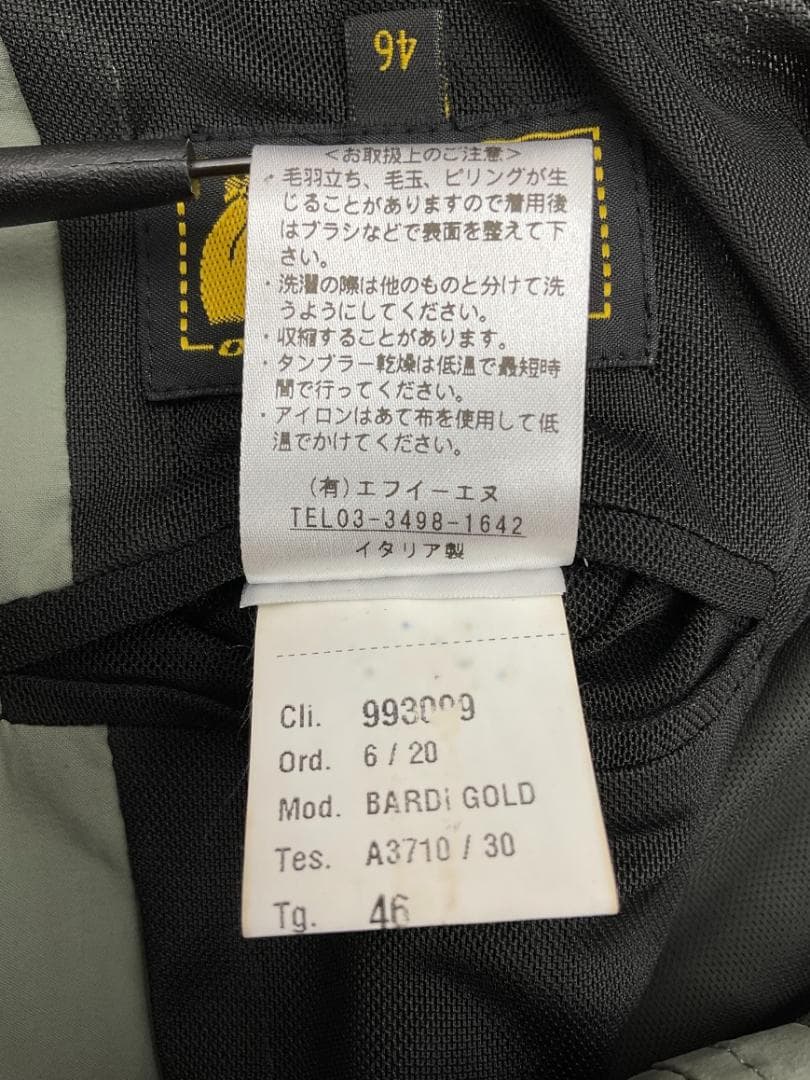 46
<お取扱上のご注意>
・毛羽立ち、毛玉、ピリングが生
じることがありますので着用後
はブラシなどで表面を整えて下
さい。
・洗濯の際は他のものと分けて洗
うようにしてください。
・収縮することがあります。
・タンブラー乾燥は低温で最短時
間で行ってください。
・アイロンはあて布を使用して低
温でかけてください。
(有)エフイーエヌ
TEL03-3498-1642
イタリア製
Cli. 993099
Ord. 6 / 20
Mod. BARDi GOLD
Tes. A3710 / 30
Tg. 46